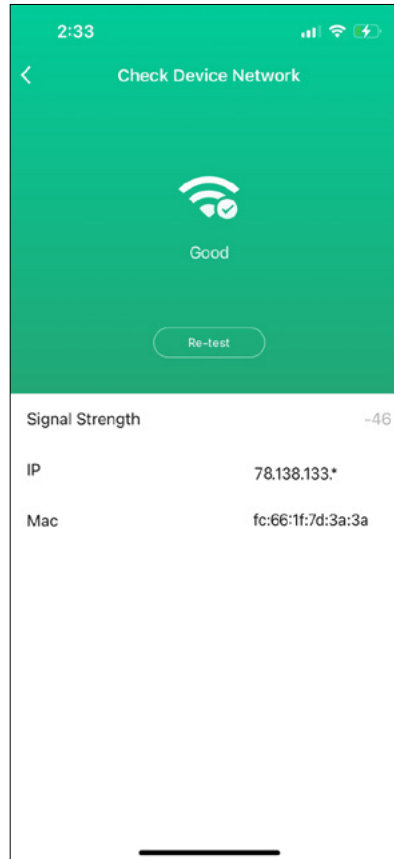 2:33
Check Device Network
Good
Re-test
Signal Strength -46
IP 78.138.133.*
Mac fc:66:1f:7d:3a:3a